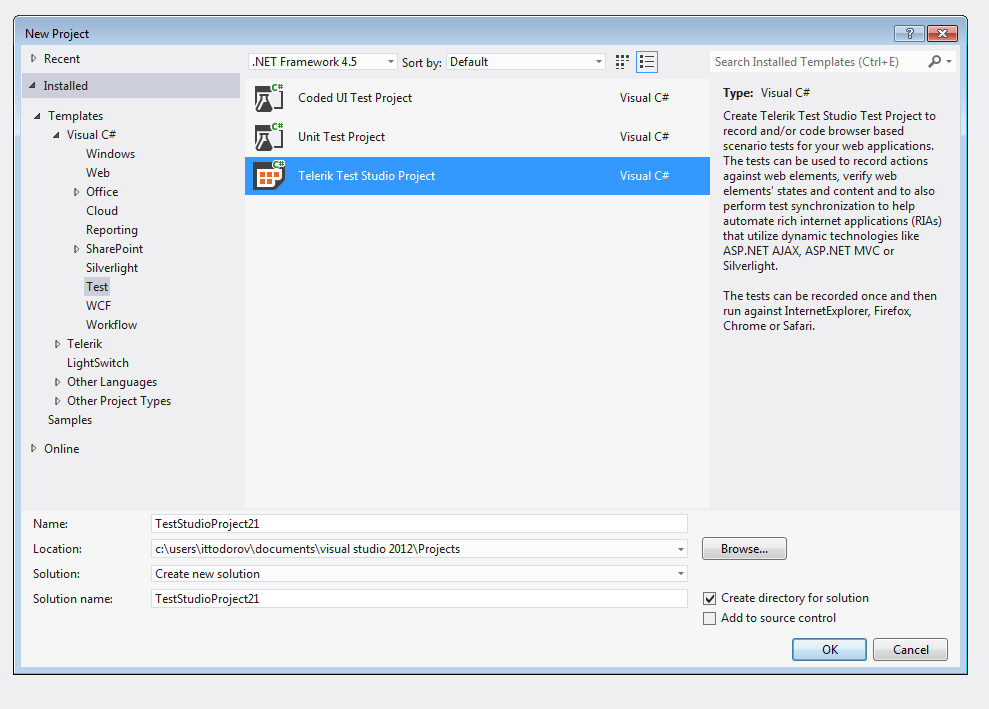 New Project
?
Recent
Installed
Templates
Visual C#
Windows
Web
Office
Cloud
Reporting
SharePoint
Silverlight
Test
WCF
Workflow
Telerik
LightSwitch
Other Languages
Other Project Types
Samples
Online
.NET Framework 4.5 Sort by: Default
C# Coded UI Test Project Visual C#
C# Unit Test Project Visual C#
C# Telerik Test Studio Project Visual C#
Search Installed Templates (Ctrl+E)
Type: Visual C#
Create Telerik Test Studio Test Project to
record and/or code browser based
scenario tests for your web applications.
The tests can be used to record actions
against web elements, verify web
elements' states and content and to also
perform test synchronization to help
automate rich internet applications (RIAs)
that utilize dynamic technologies like
ASP.NET AJAX, ASP.NET MVC or
Silverlight.
The tests can be recorded once and then
run against InternetExplorer, Firefox,
Chrome or Safari.
Name: TestStudioProject21
Location: c:\users\ittodorov\documents\visual studio 2012\Projects Browse...
Solution: Create new solution
Solution name: TestStudioProject21
Create directory for solution
Add to source control
OK Cancel